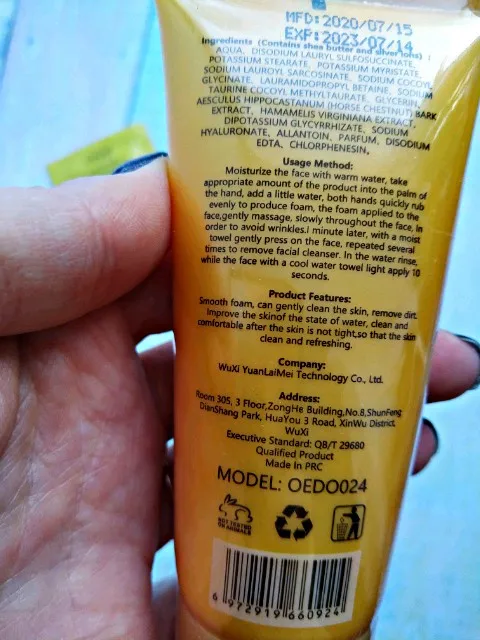 MFD:2020/07/15
EXP:2023/07/14
Ingredients (Contains shea butter and silver ions) :
AQUA, DISODIUM LAURYL SULFOSUCCINATE,
POTASSIUM STEARATE, POTASSIUM MYRISTATE,
SODIUM LAUROYL SARCOSINATE, SODIUM COCOYL
GLYCINATE, LAURAMIDOPROPYL BETAINE, SODIUM
TAURINE COCOYL METHYLTAURATE, GLYCERIN,
AESCULUS HIPPOCASTANUM (HORSE CHESTNUT) BARK
EXTRACT, HAMAMELIS VIRGINIANA EXTRACT,
DIPOTASSIUM GLYCYRRHIZATE, SODIUM
HYALURONATE, ALLANTOIN, PARFUM, DISODIUM
EDTA, CHLORPHENESIN。
Usage Method:
Moisturize the face with warm water, take
appropriate amount of the product into the palm of
the hand, add a little water, both hands quickly rub
evenly to produce foam, the foam applied to the
face,gently massage, slowly throughout the face, in
order to avoid wrinkles.I minute later, with a moist
towel gently press on the face, repeated several
times to remove facial cleanser. In the water rinse,
while the face with a cool water towel light apply 10
seconds.
Product Features:
Smooth foam, can gently clean the skin, remove dirt.
Improve the skinof the state of water, clean and
comfortable after the skin is not tight,so that the skin
clean and refreshing.
Company:
WuXi YuanLaiMei Technology Co., Ltd.
Address:
Room 305, 3 Floor,ZongHe Building,No.8,ShunFeng
DianShang Park, HuaYou 3 Road, XinWu District,
WuXi
Executive Standard: QB/T 29680
Qualified Product
Made In PRC
MODEL: OEDO024
NOT TESTED
ON ANIMALS
6 972919 660924